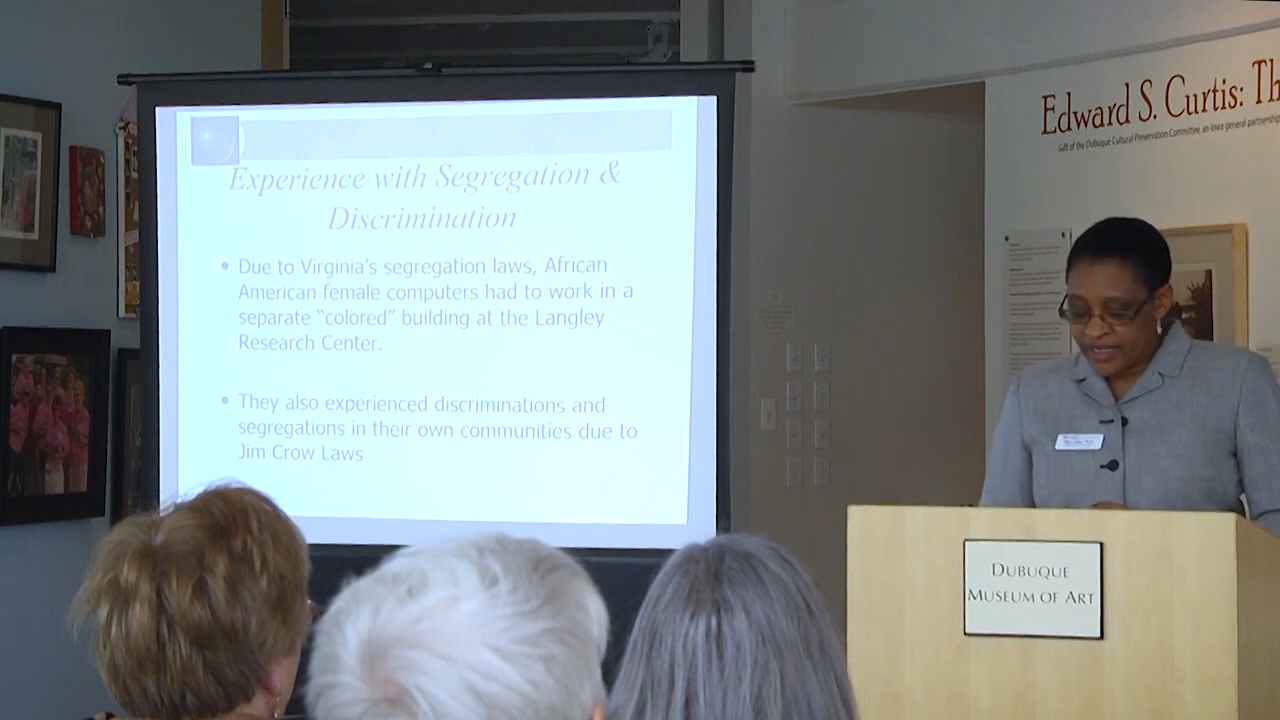 Experience with Segregation &
Discrimination
• Due to Virginia's segregation laws, African
American female computers had to work in a
separate "colored" building at the Langley
Research Center.
• They also experienced discriminations and
segregations in their own communities due to
Jim Crow Laws
Edward S. Curtis: Th
Gift of the Dubuque Cultural Preservation Committee, an Iowa general partnership
DUBUQUE
MUSEUM OF ART